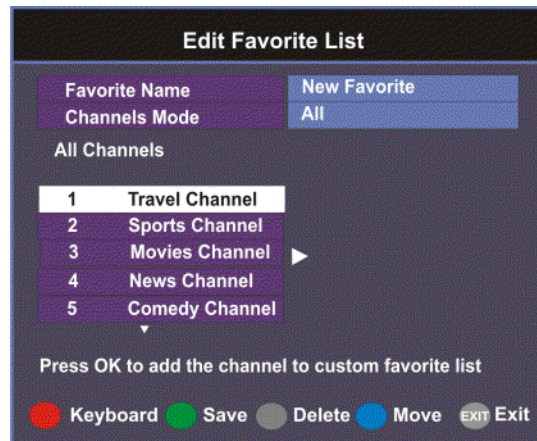 Edit Favorite List
Favorite Name New Favorite
Channels Mode All
All Channels
1 Travel Channel
2 Sports Channel
3 Movies Channel
4 News Channel
5 Comedy Channel
Press OK to add the channel to custom favorite list
Keyboard Save Delete Move EXIT Exit